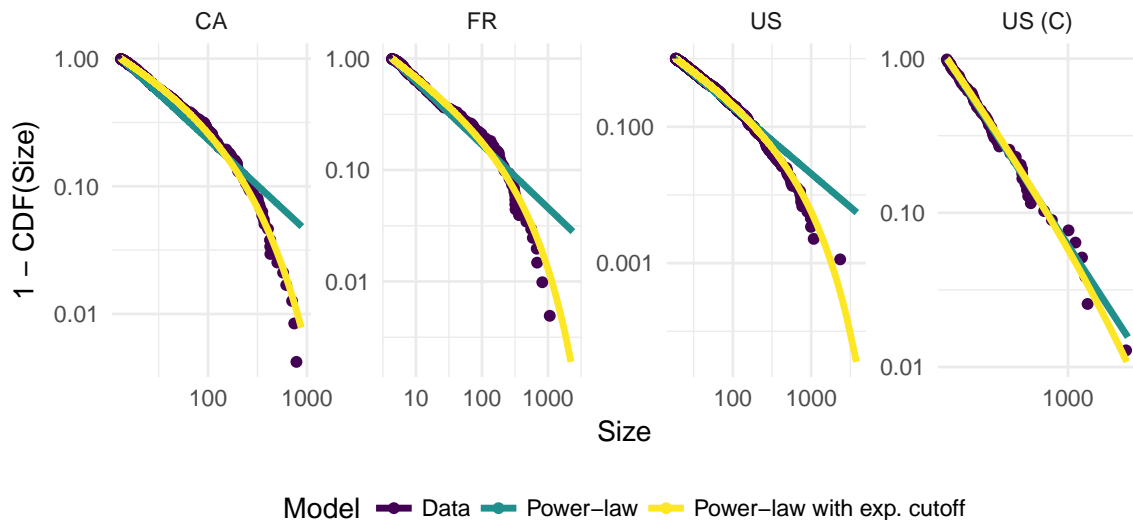 CA
FR
US
US (C)
1 − CDF(Size)
1.00
0.10
0.01
100
1000
1.00
0.10
0.01
10
100
1000
0.100
0.001
100
1000
1.00
0.10
0.01
1000
Size
Model
Data
Power−law
Power−law with exp. cutoff